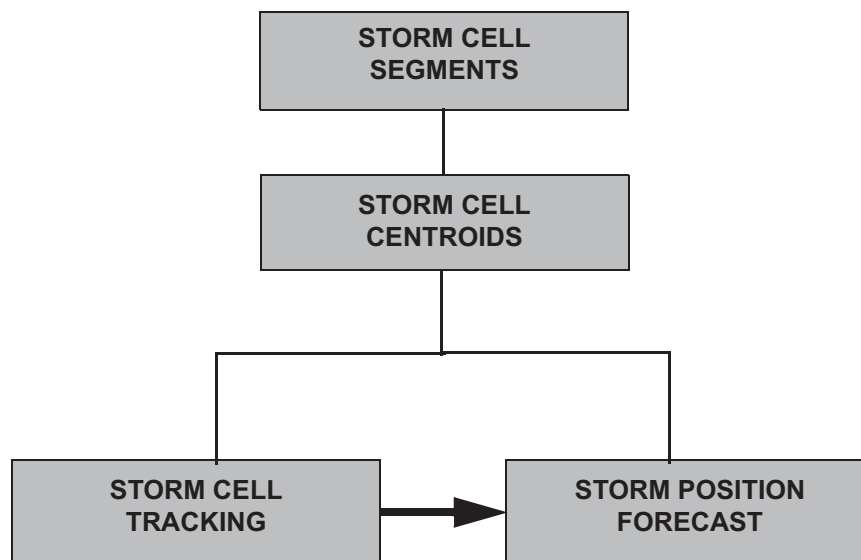 STORM CELL
SEGMENTS
STORM CELL
CENTROIDS
STORM CELL
TRACKING
STORM POSITION
FORECAST